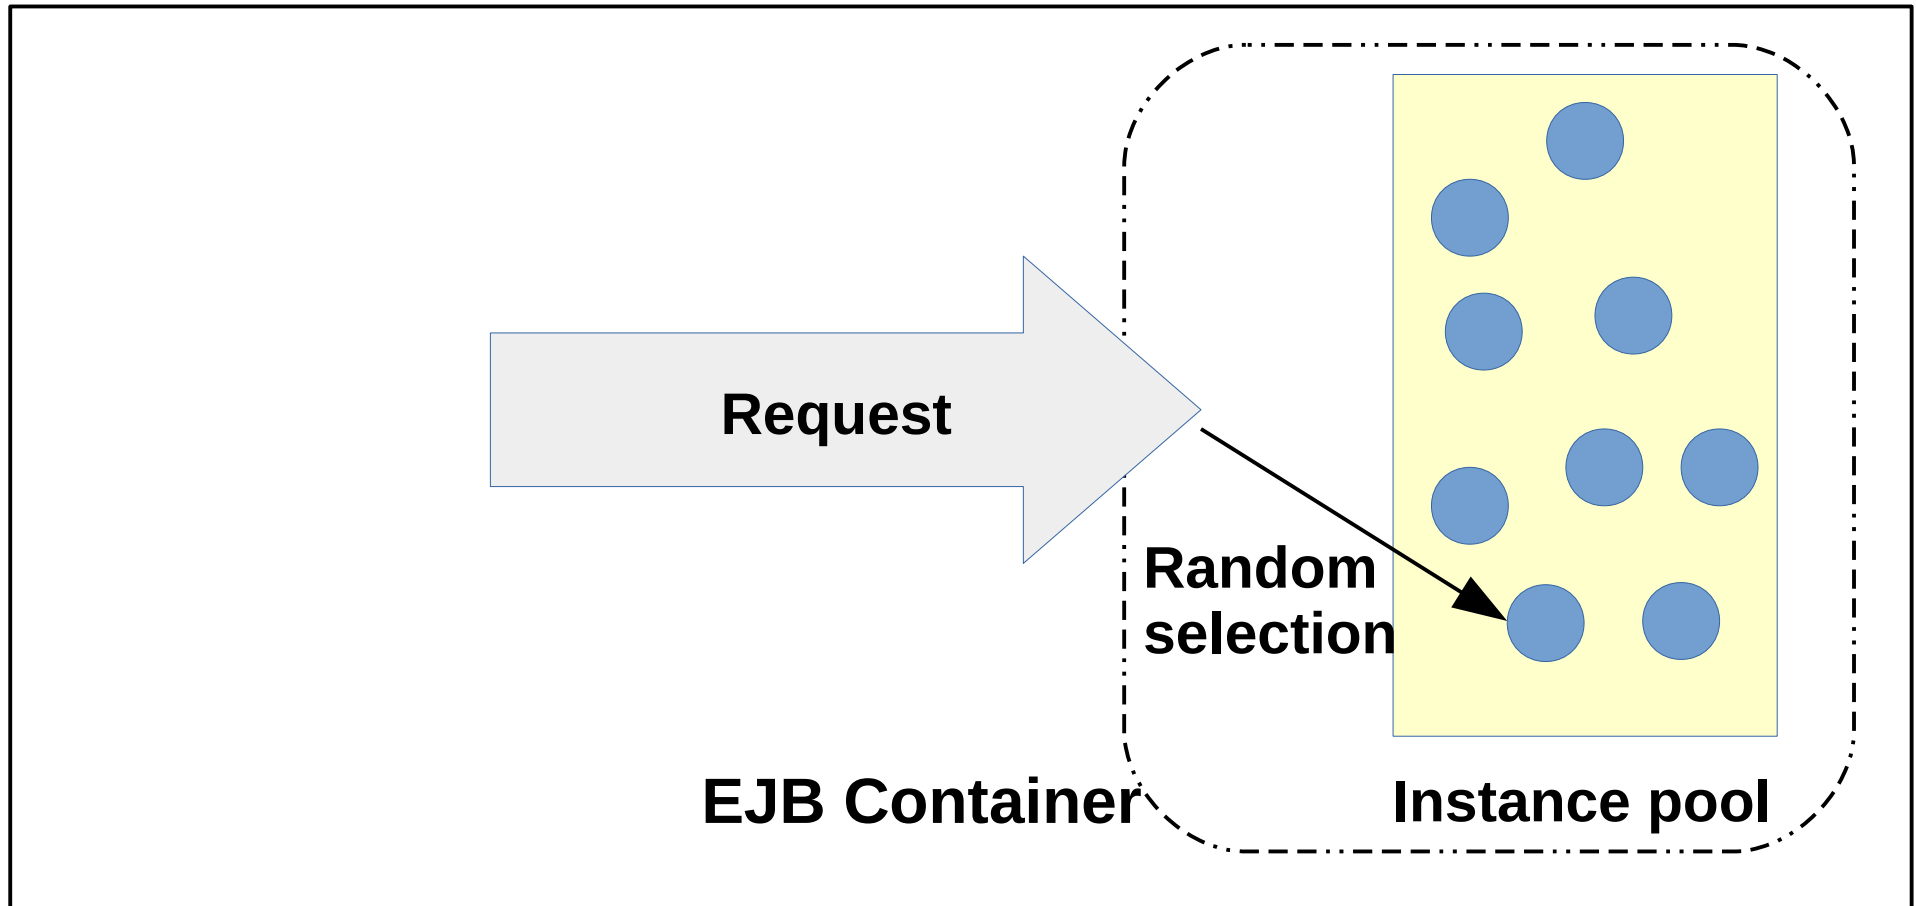 Request
Random
selection
EJB Container
Instance pool